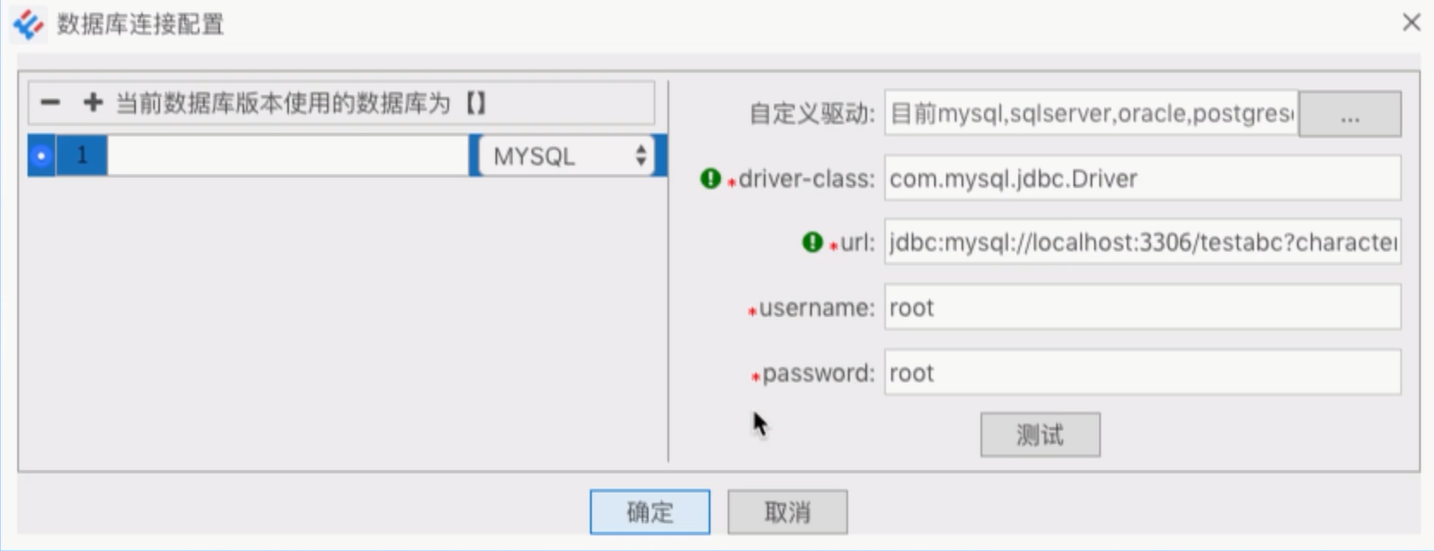 数据库连接配置
当前数据库版本使用的数据库为【】
1 MYSQL
自定义驱动: 目前mysql,sqlserver,oracle,postgres ...
*driver-class: com.mysql.jdbc.Driver
*url: jdbc:mysql://localhost:3306/testabc?character
*username: root
*password: root
测试
确定 取消